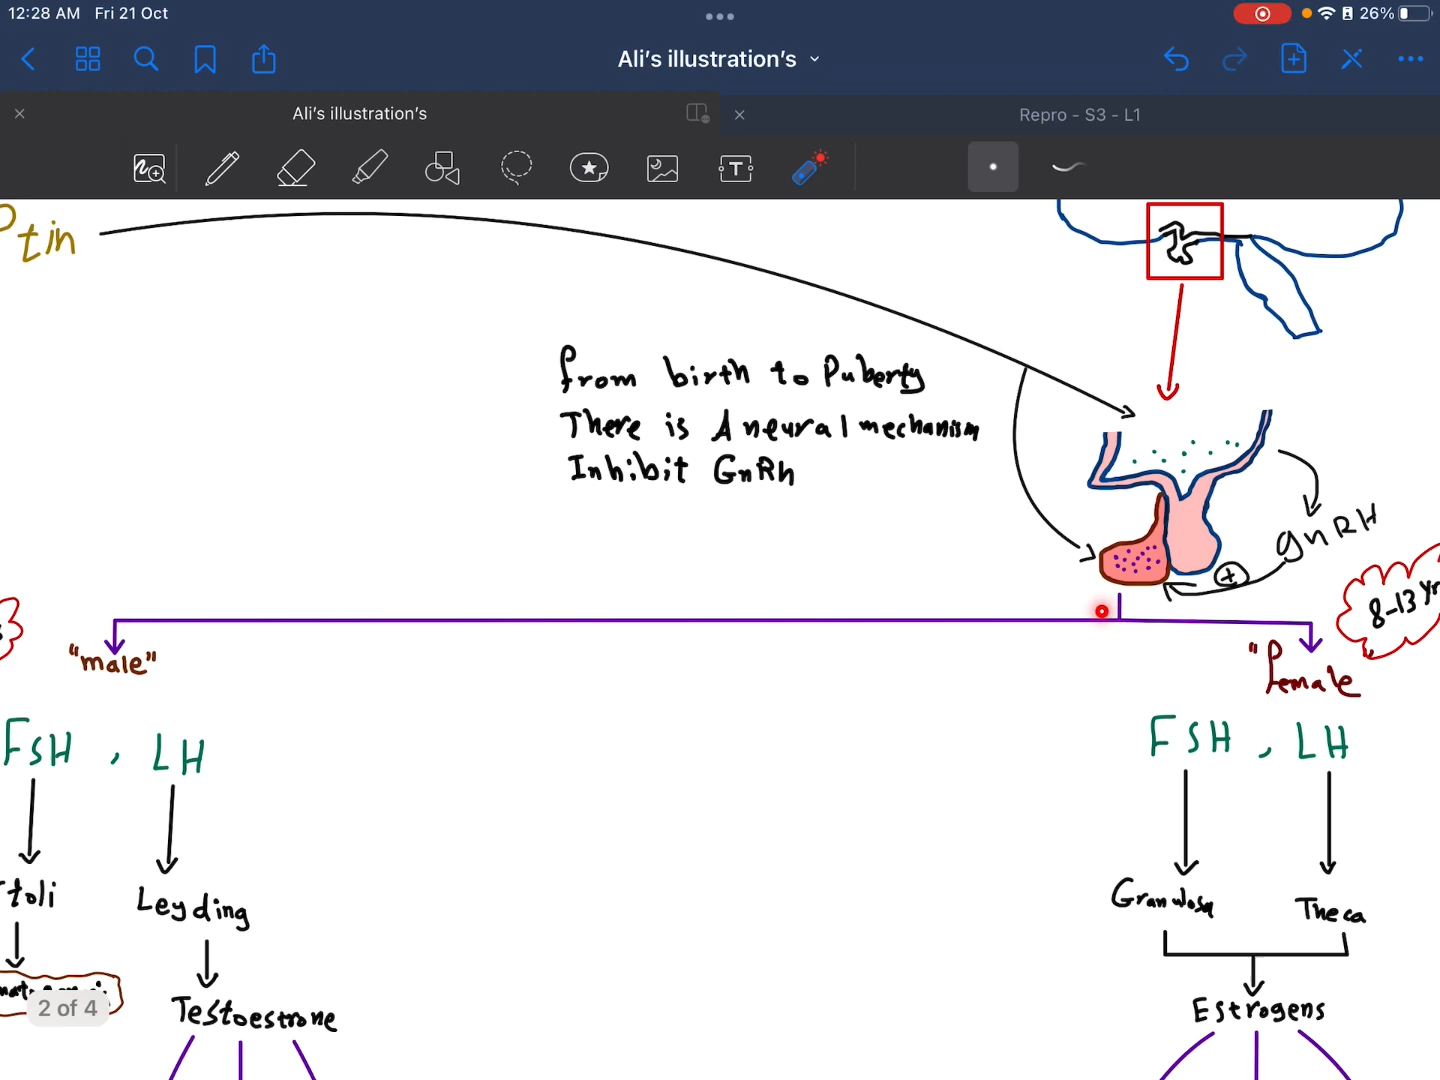 12:28 AM Fri 21 Oct
26%
Ali's illustration's
Ali's illustration's
Repro - S3 - L1
T
Ptin
From birth to Puberty
There is A neural mechanism
Inhibit GnRh
gnRH
+
8-13 yr
"male"
"Female
FSH , LH
FSH , LH
toli
Leyding
Granulosa
Theca
2 of 4
Testoestrone
Estrogens